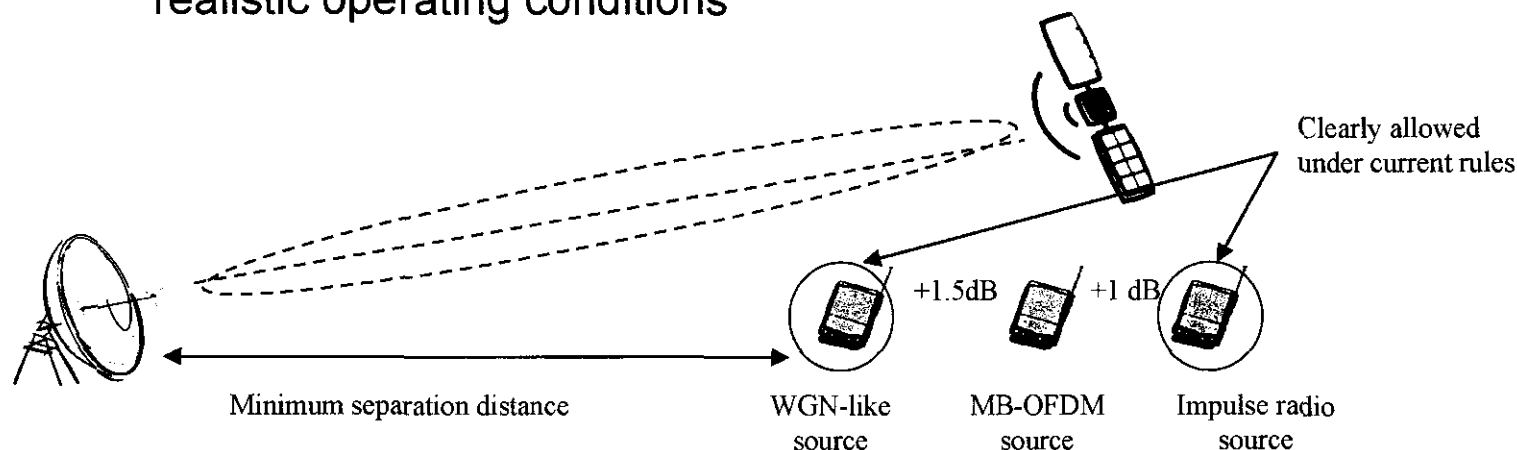 realistic operating conditions
Clearly allowed
under current rules
+1.5dB
+1 dB
Minimum separation distance
WGN-like
source
MB-OFDM
source
Impulse radio
source